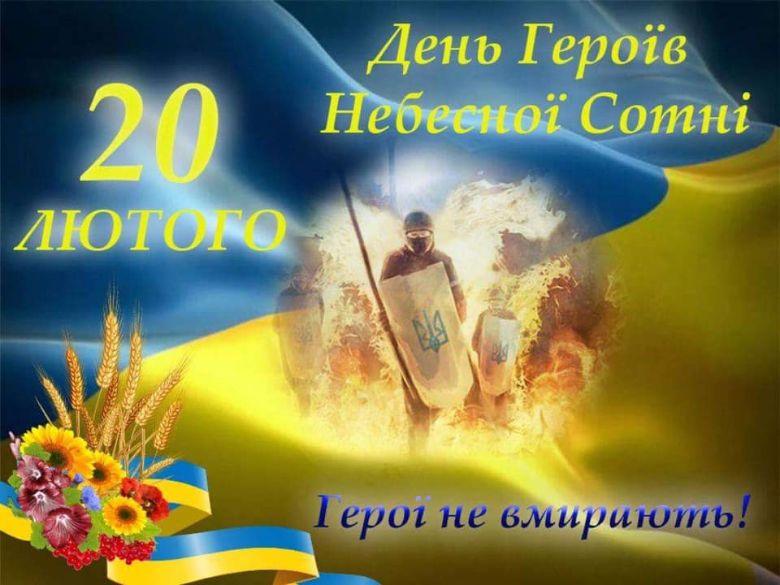 День Героїв
Небесної Сотні
20
ЛЮТОГО
Герої не вмирають!